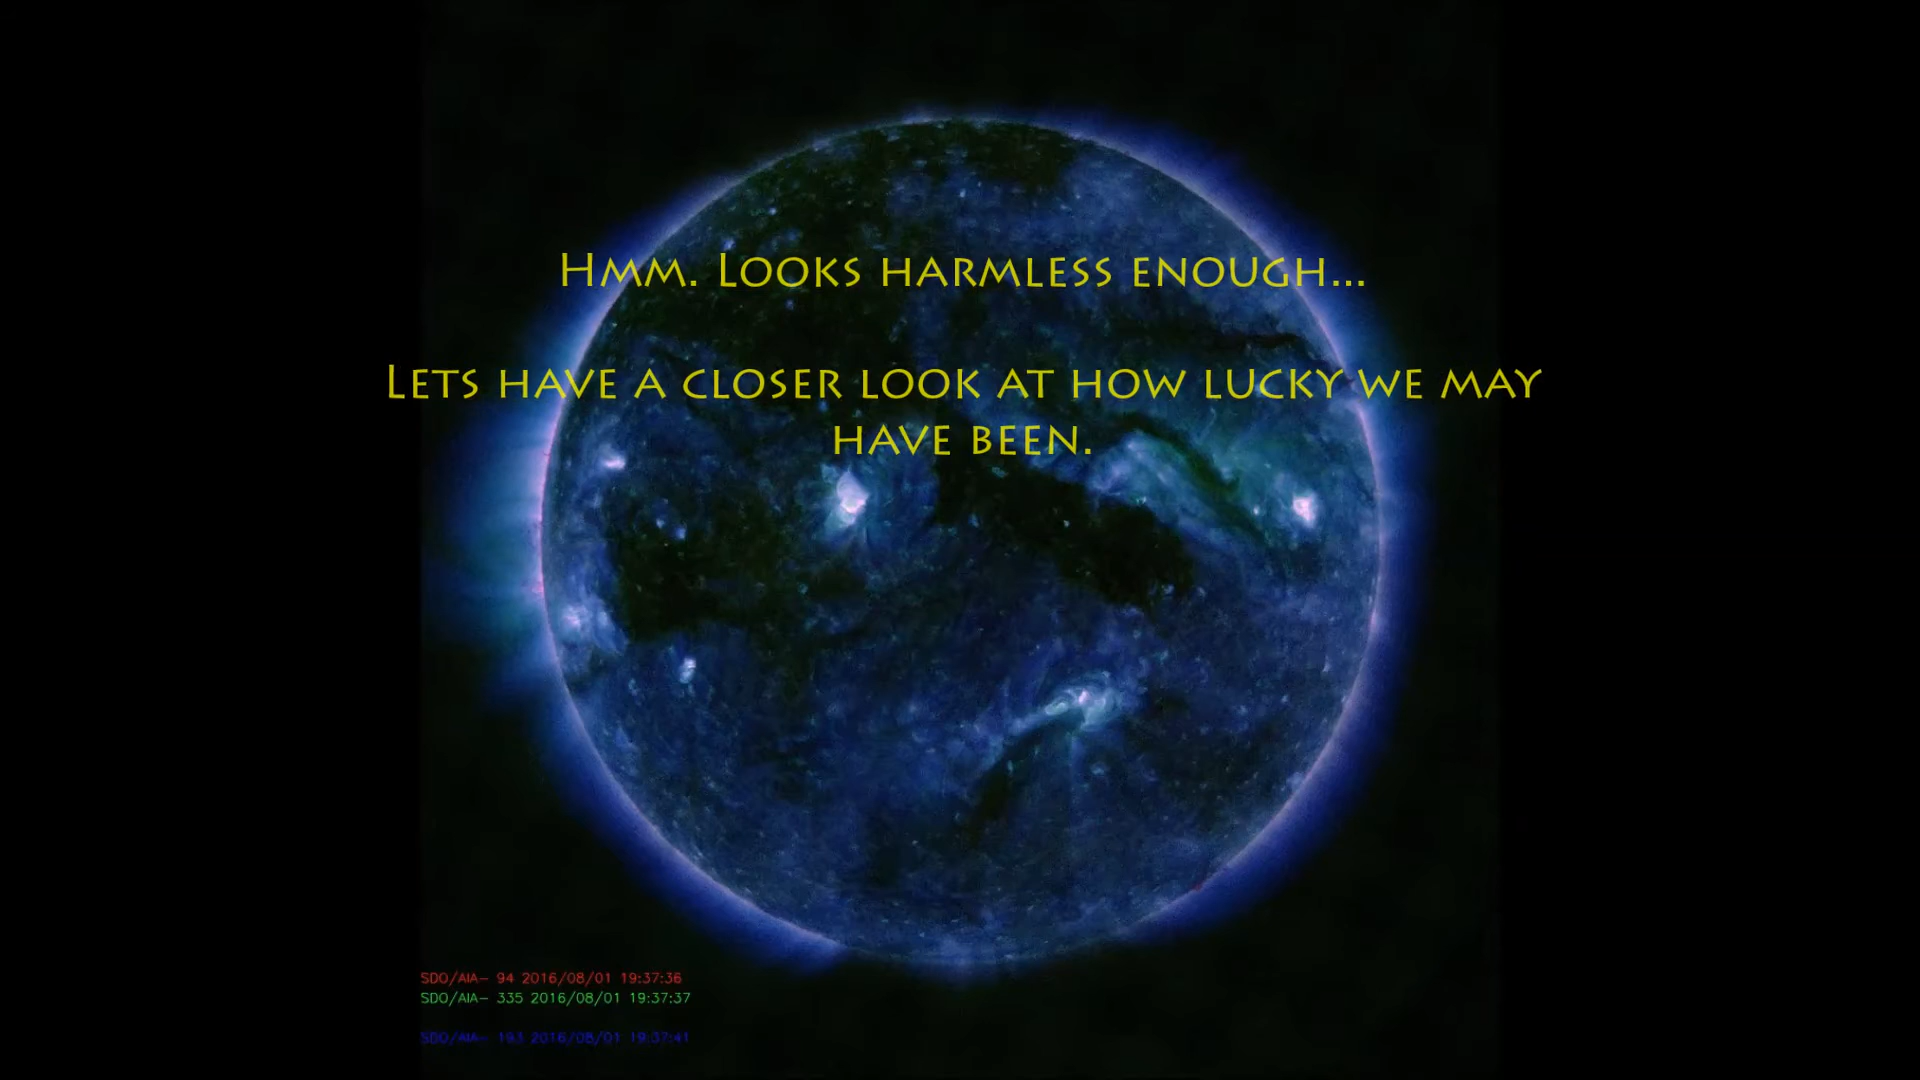 Hmm. Looks harmless enough...
Lets have a closer look at how lucky we may
have been.
SDO/AIA- 94 2016/08/01 19:37:36
SDO/AIA- 335 2016/08/01 19:37:37
SDO/AIA- 193 2016/08/01 19:37:41